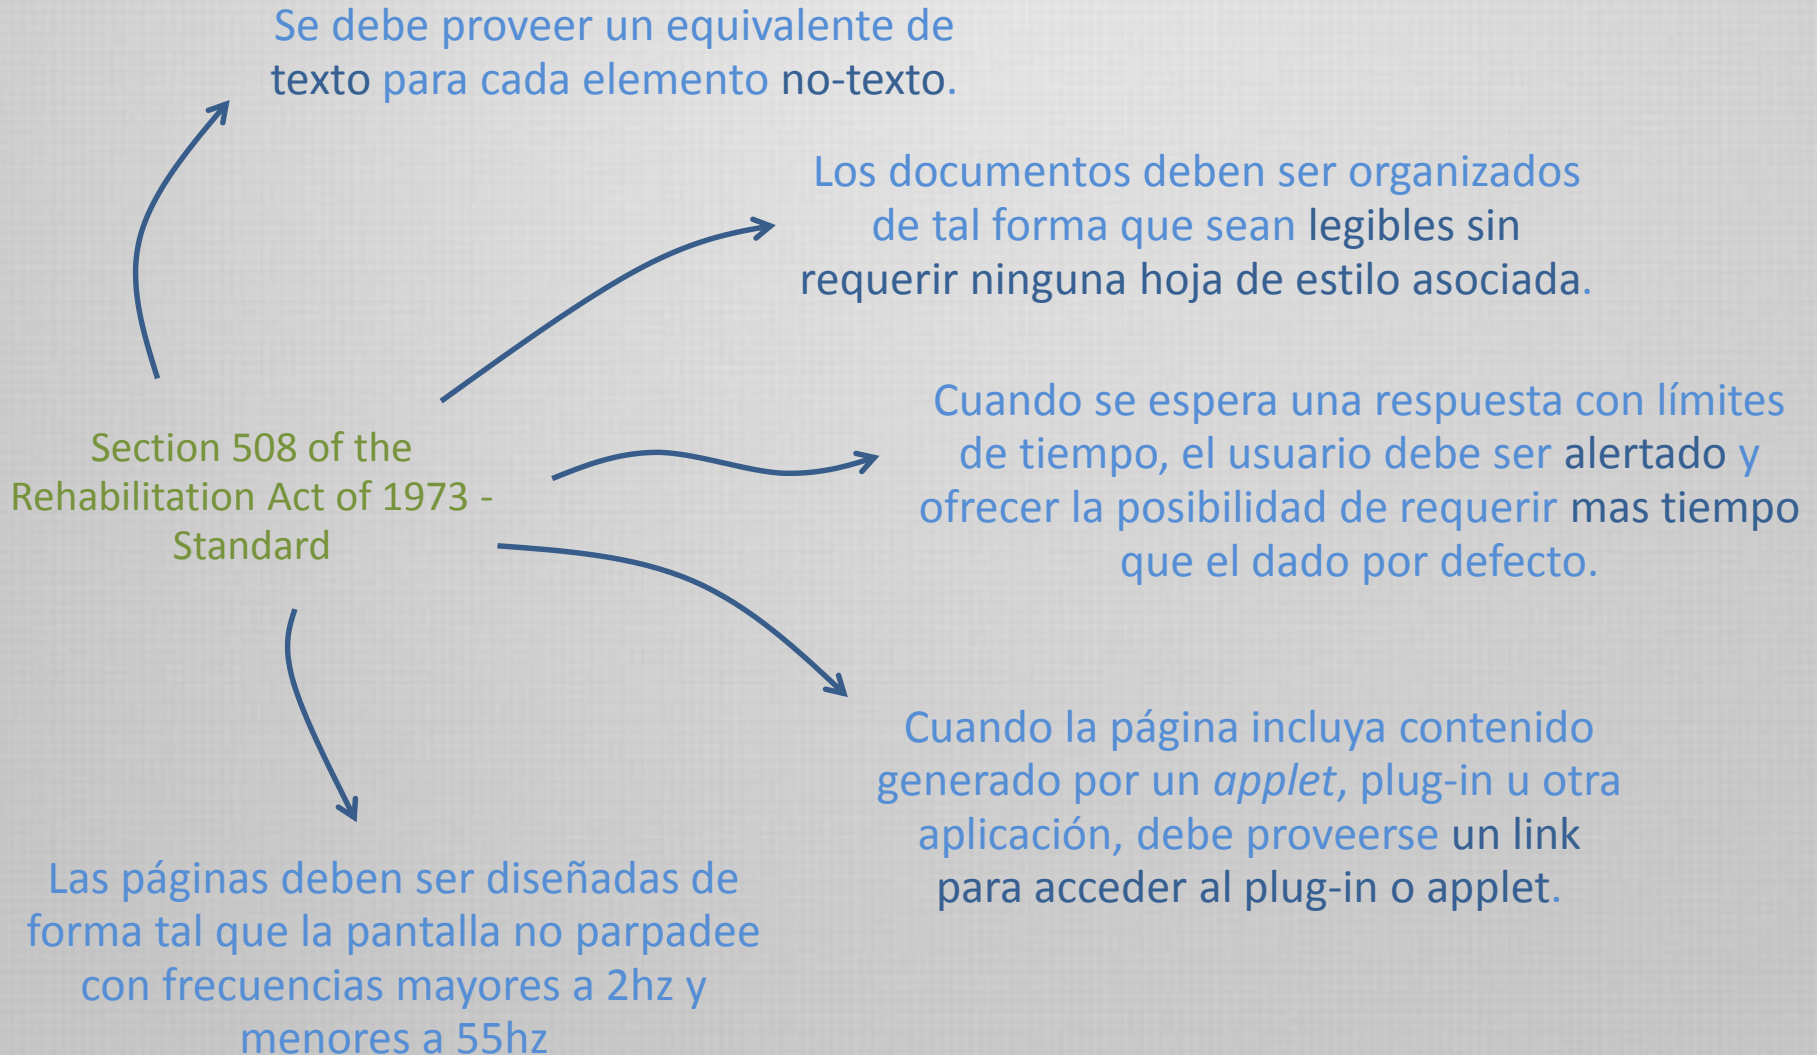 Se debe proveer un equivalente de
texto para cada elemento no-texto.
Los documentos deben ser organizados
de tal forma que sean legibles sin
requerir ninguna hoja de estilo asociada.
Cuando se espera una respuesta con límites
de tiempo, el usuario debe ser alertado y
ofrecer la posibilidad de requerir mas tiempo
que el dado por defecto.
Section 508 of the
Rehabilitation Act of 1973 -
Standard
Cuando la página incluya contenido
generado por un applet, plug-in u otra
aplicación, debe proveerse un link
para acceder al plug-in o applet.
Las páginas deben ser diseñadas de
forma tal que la pantalla no parpadee
con frecuencias mayores a 2hz y
menores a 55hz